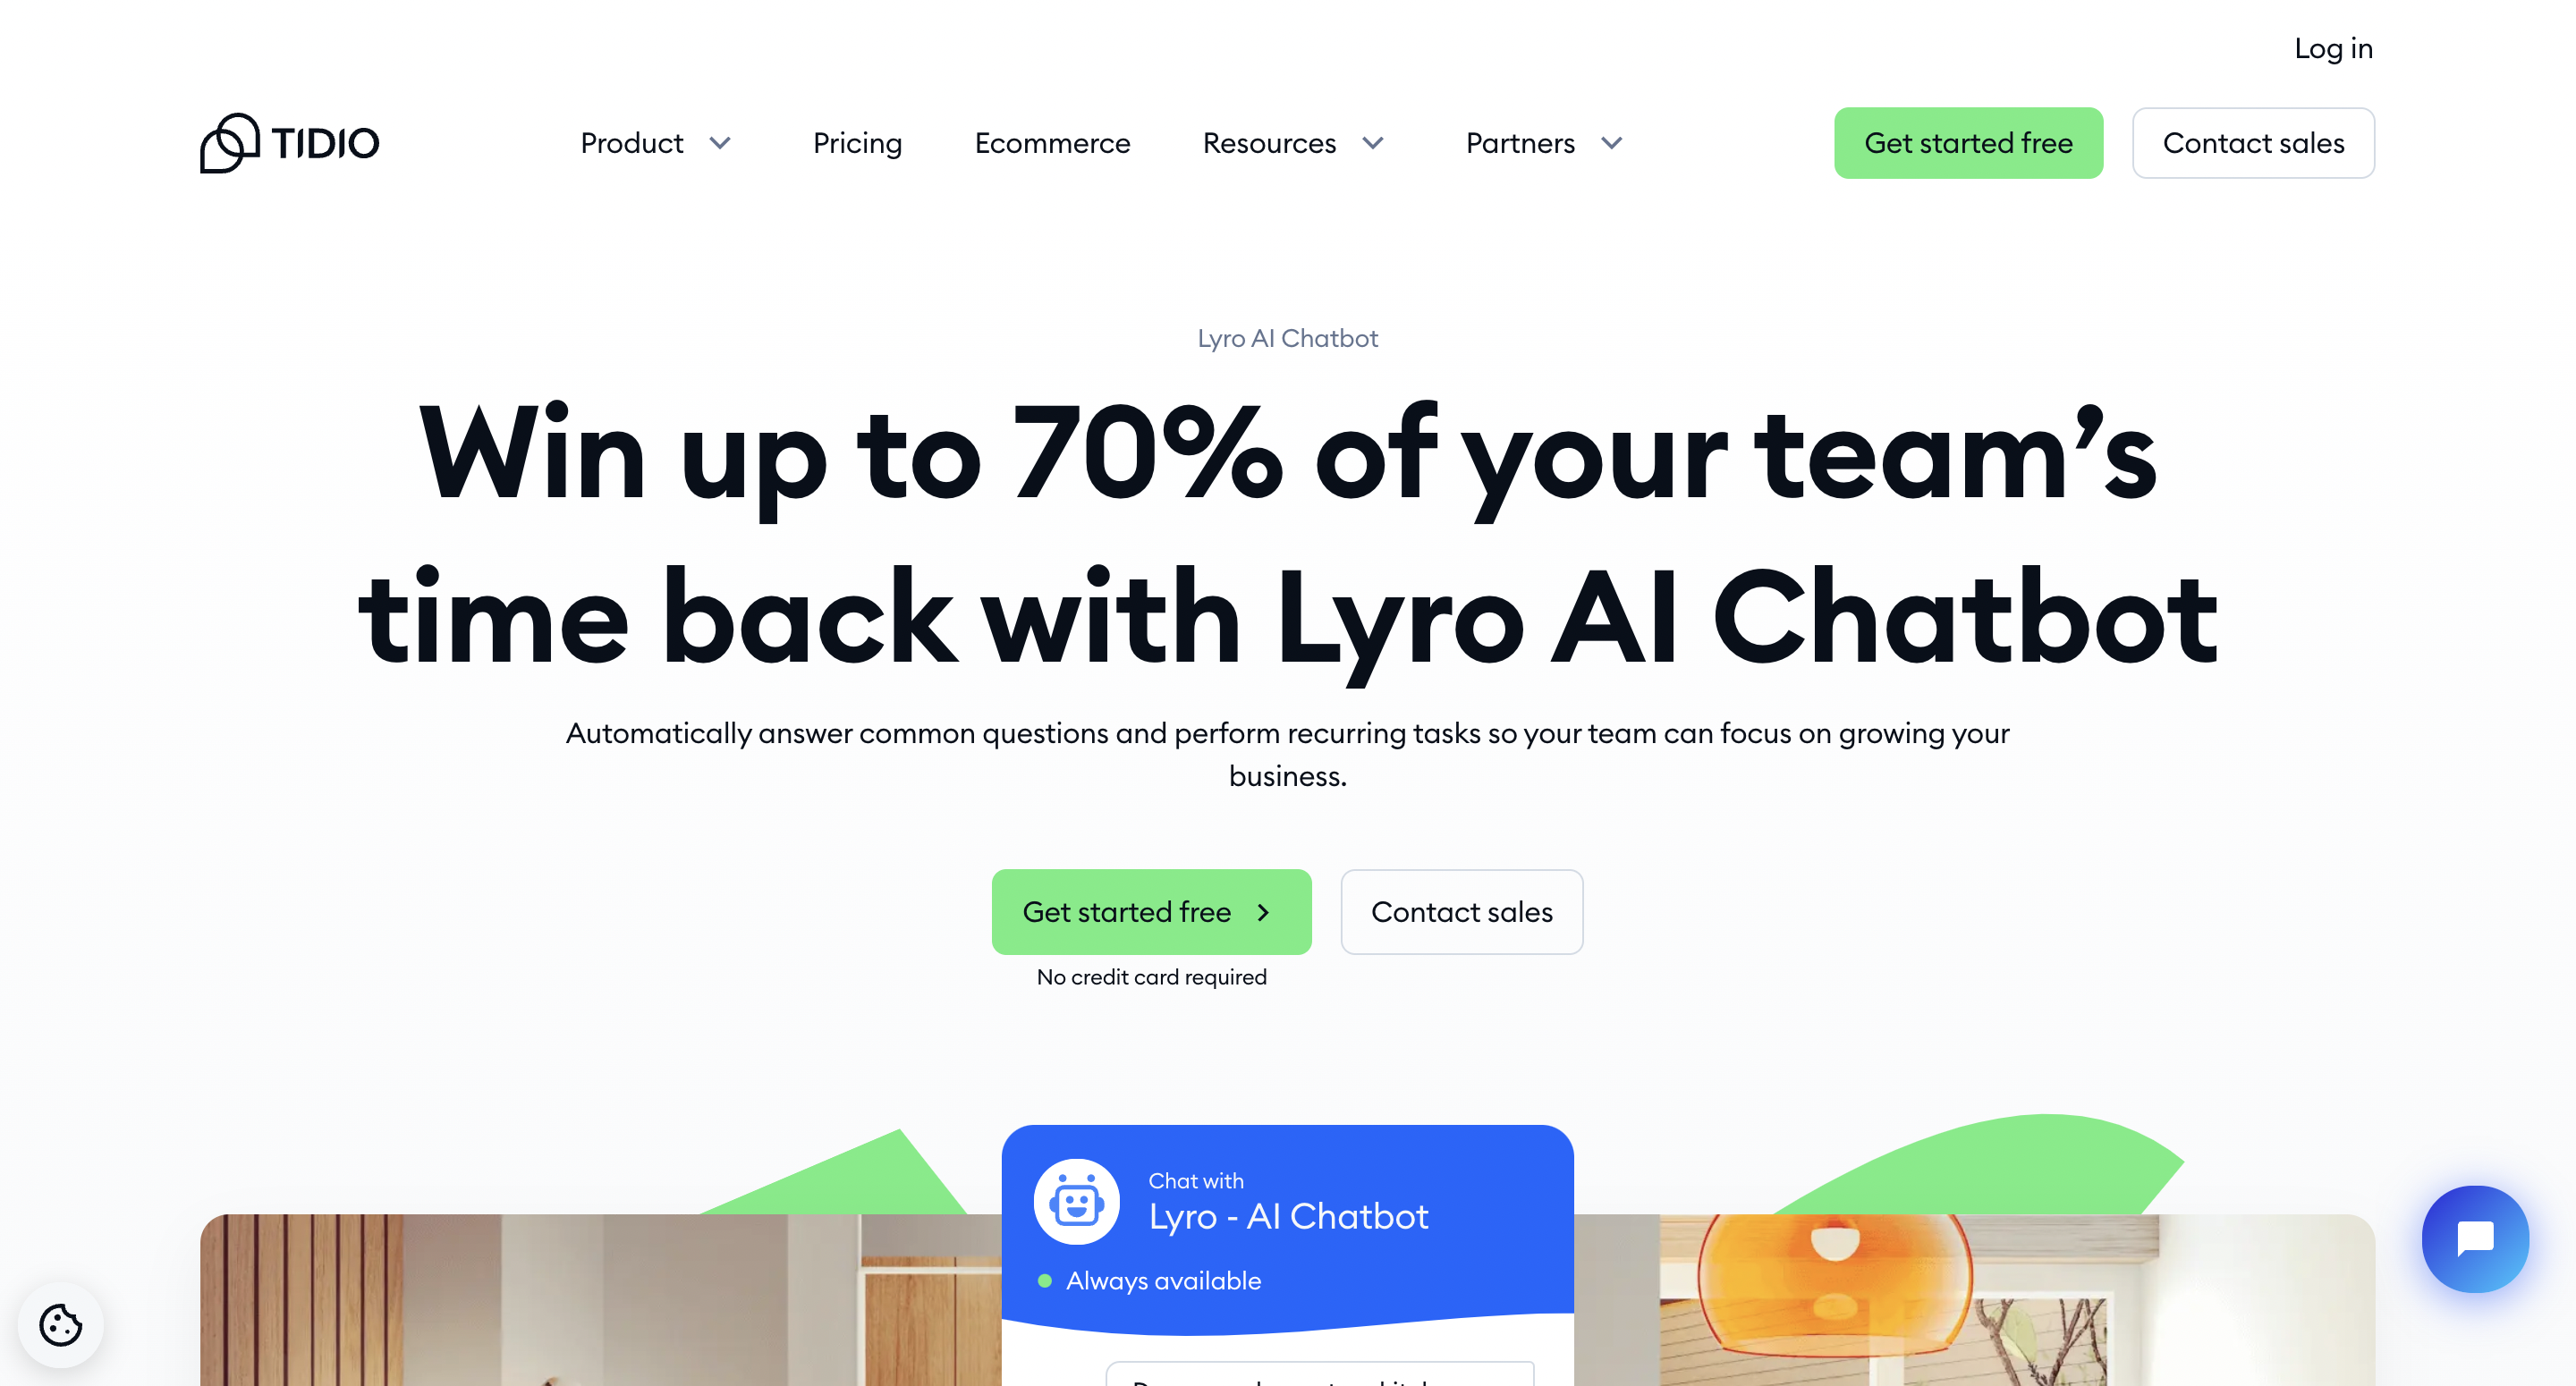 Log in
TIDIO
Product
Pricing
Ecommerce
Resources
Partners
Get started free
Contact sales
Lyro AI Chatbot
Win up to 70% of your team’s
time back with Lyro AI Chatbot
Automatically answer common questions and perform recurring tasks so your team can focus on growing your
business.
Get started free
Contact sales
No credit card required
Chat with
Lyro - AI Chatbot
Always available